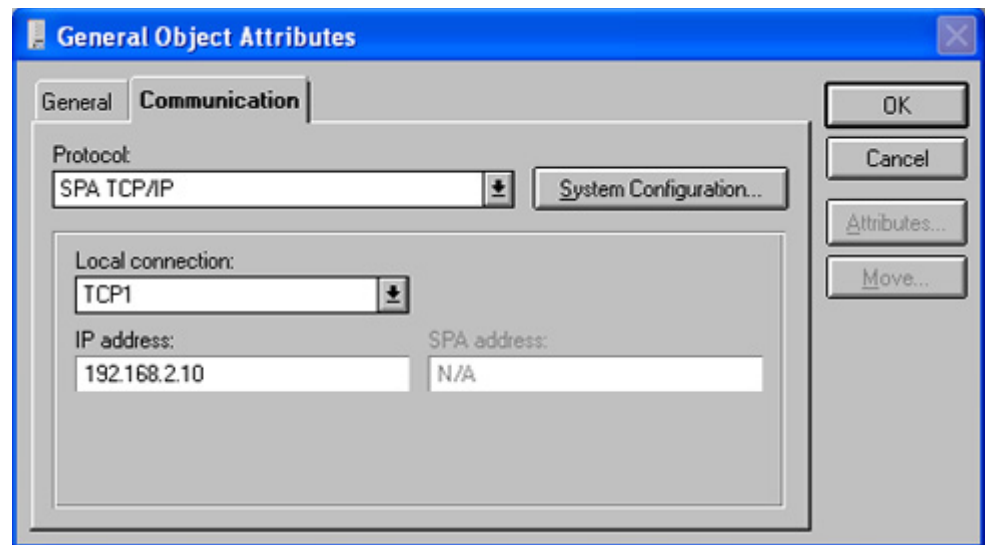 General Object Attributes
General Communication
OK
Protocol:
Cancel
SPA TCP/IP
System Configuration...
Attributes...
Local connection:
Move...
TCP1
IP address: SPA address:
192.168.2.10 N/A